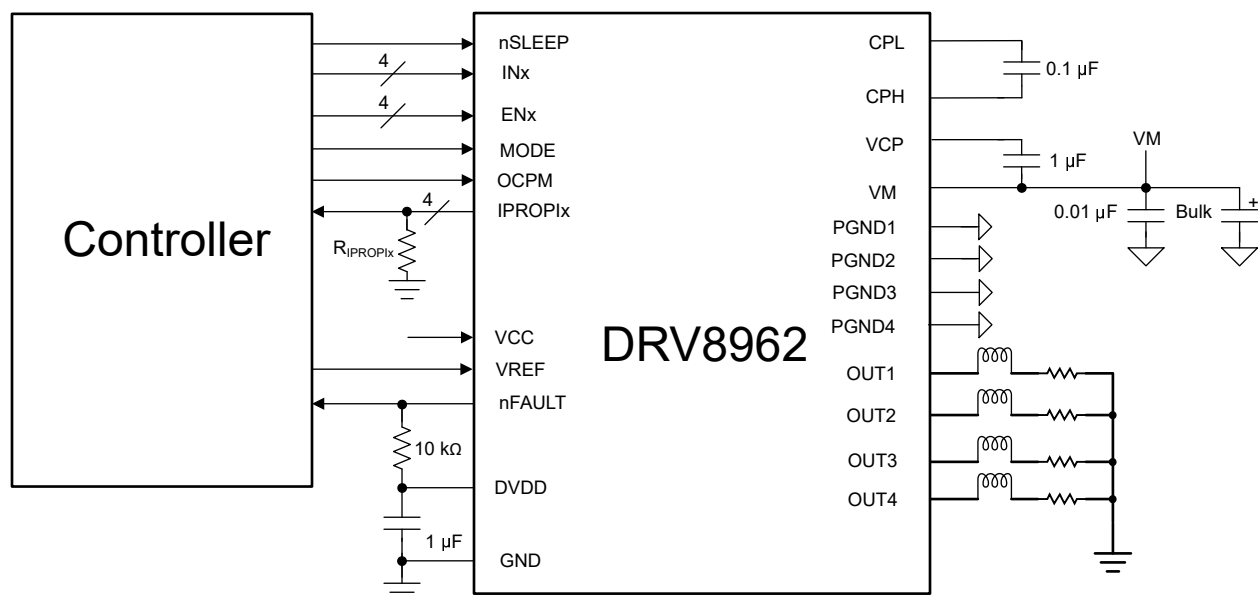 Controller
DRV8962
nSLEEP
4
INx
4
ENx
MODE
OCPM
4
IPROPIx
RIPROPIx
VCC
VREF
nFAULT
10 kΩ
DVDD
1 µF
GND
CPL
0.1 µF
CPH
VCP
1 µF
VM
VM
0.01 µF
Bulk
+
PGND1
PGND2
PGND3
PGND4
OUT1
OUT2
OUT3
OUT4